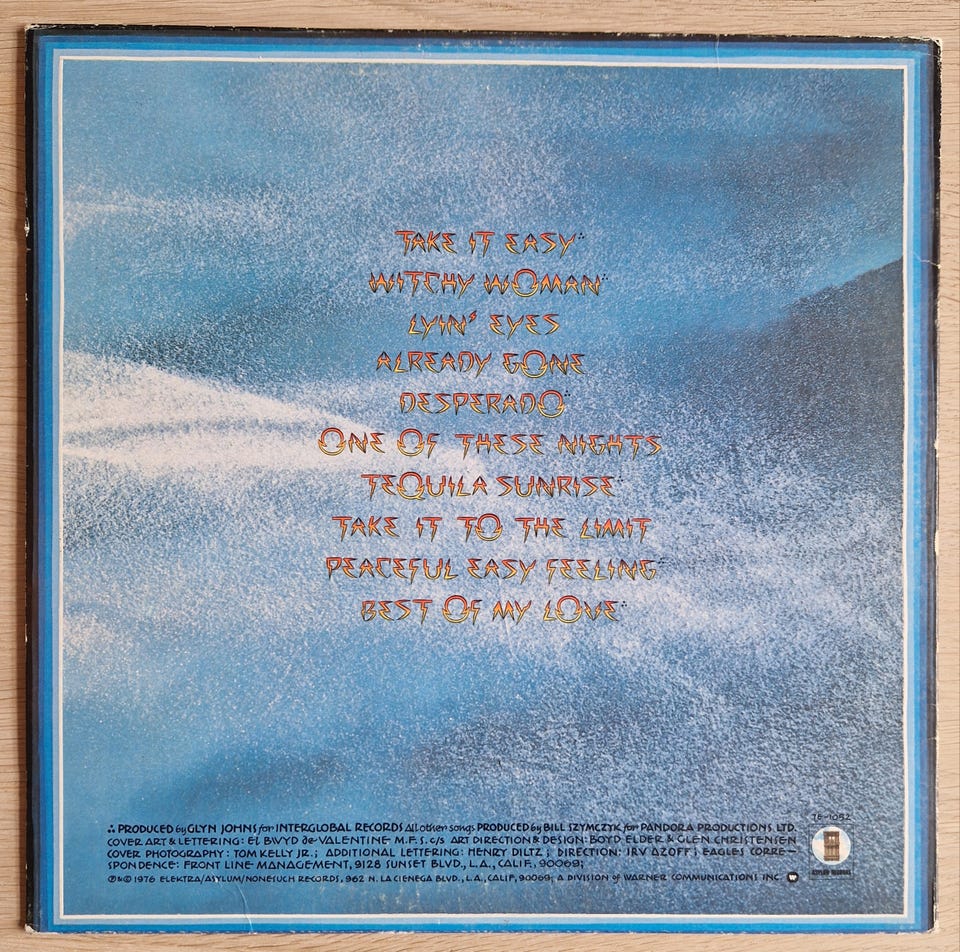 TAKE IT EASY∴
WITCHY WOMAN∴
LYIN' EYES
ALREADY GONE
DESPERADO∴
ONE OF THESE NIGHTS
TEQUILA SUNRISE∴
TAKE IT TO THE LIMIT
PEACEFUL EASY FEELING∴
BEST OF MY LOVE∴
7E-1052
∴ PRODUCED by GLYN JOHNS for INTERGLOBAL RECORDS All other songs PRODUCED by BILL SZYMCZYK for PANDORA PRODUCTIONS LTD.
COVER ART & LETTERING: El BWYD de VALENTINE M.F.S. c/s ART DIRECTION & DESIGN: BOYD ELDER & GLEN CHRISTENSEN
COVER PHOTOGRAPHY: TOM KELLY JR.; ADDITIONAL LETTERING: HENRY DILTZ; DIRECTION: IRV AZOFF; EAGLES CORRE-
SPONDENCE: FRONT LINE MANAGEMENT, 9128 SUNSET BLVD., L.A., CALIF., 90069;
℗&© 1976 ELEKTRA/ASYLUM/NONESUCH RECORDS, 962 N. LA CIENEGA BLVD., L.A., CALIF, 90069; A DIVISION of WARNER COMMUNICATIONS INC.
ASYLUM RECORDS